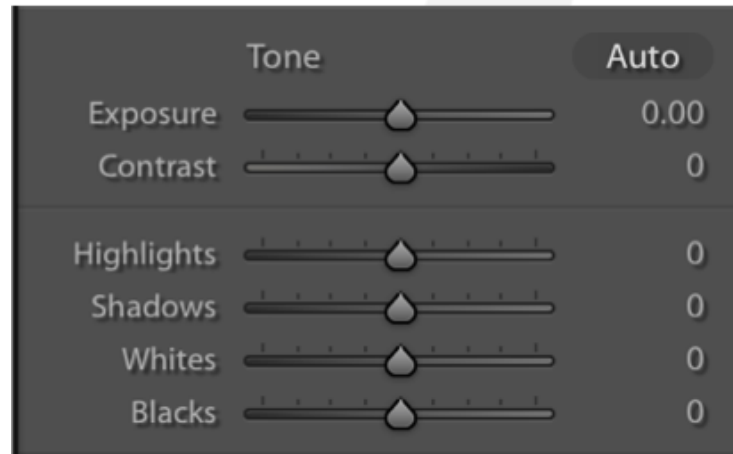 Tone Auto
Exposure 0.00
Contrast 0
Highlights 0
Shadows 0
Whites 0
Blacks 0